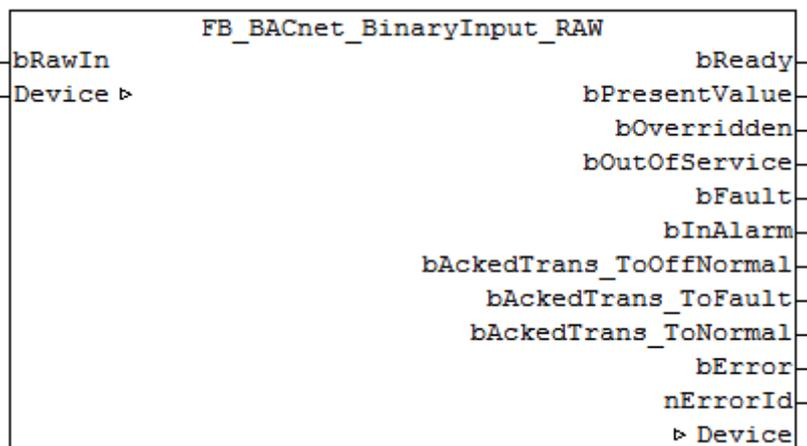 FB_BACnet_BinaryInput_RAW
bRawIn bReady
Device ▷ bPresentValue
bOverridden
bOutOfService
bFault
bInAlarm
bAckedTrans_ToOffNormal
bAckedTrans_ToFault
bAckedTrans_ToNormal
bError
nErrorId
▷ Device